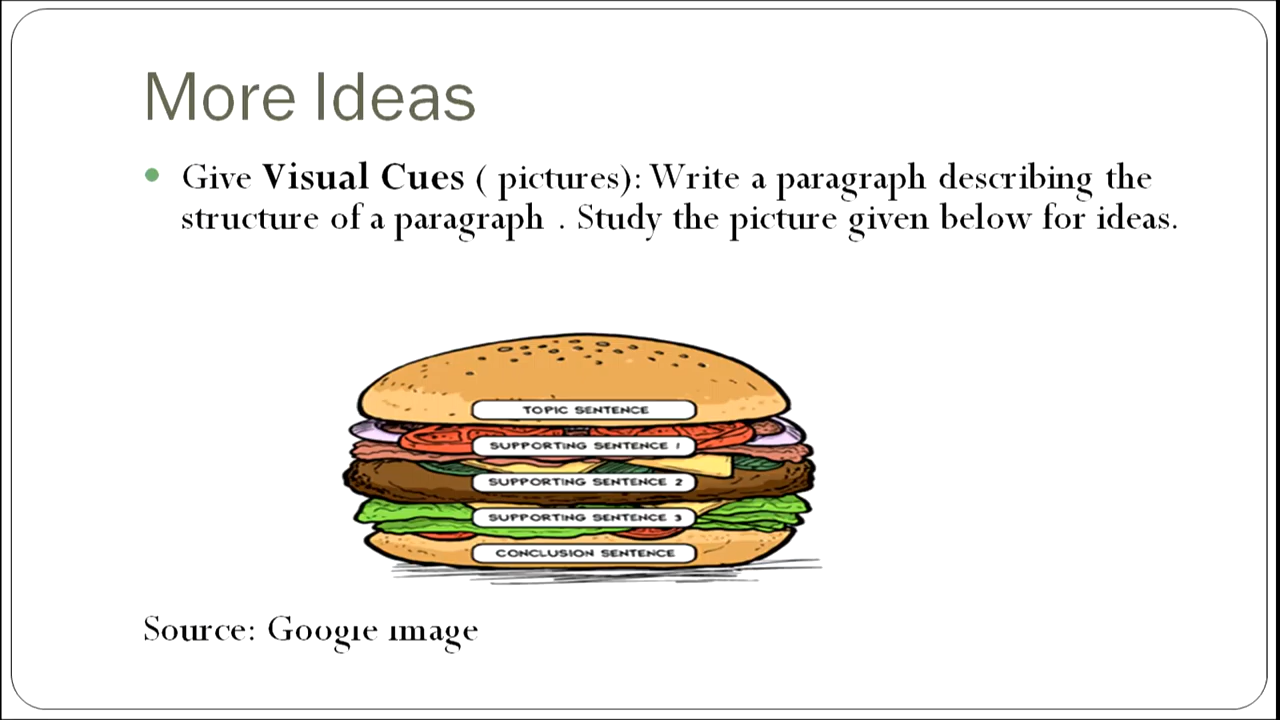 More Ideas
Give Visual Cues ( pictures): Write a paragraph describing the
structure of a paragraph . Study the picture given below for ideas.
TOPIC SENTENCE
SUPPORTING SENTENCE 1
SUPPORTING SENTENCE 2
SUPPORTING SENTENCE 3
CONCLUSION SENTENCE
Source: Google image